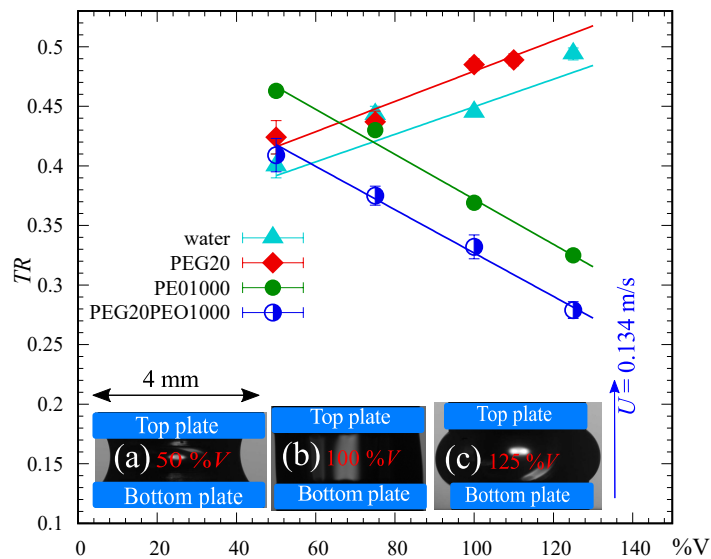 0.5
0.45
0.4
0.35
0.3
0.25
0.2
0.15
0.1
TR
water
PEG20
PE01000
PEG20PEO1000
4 mm
U = 0.134 m/s
Top plate
(a) 50 %V
Bottom plate
Top plate
(b) 100 %V
Bottom plate
Top plate
(c) 125 %V
Bottom plate
0 20 40 60 80 100 120 140 %V